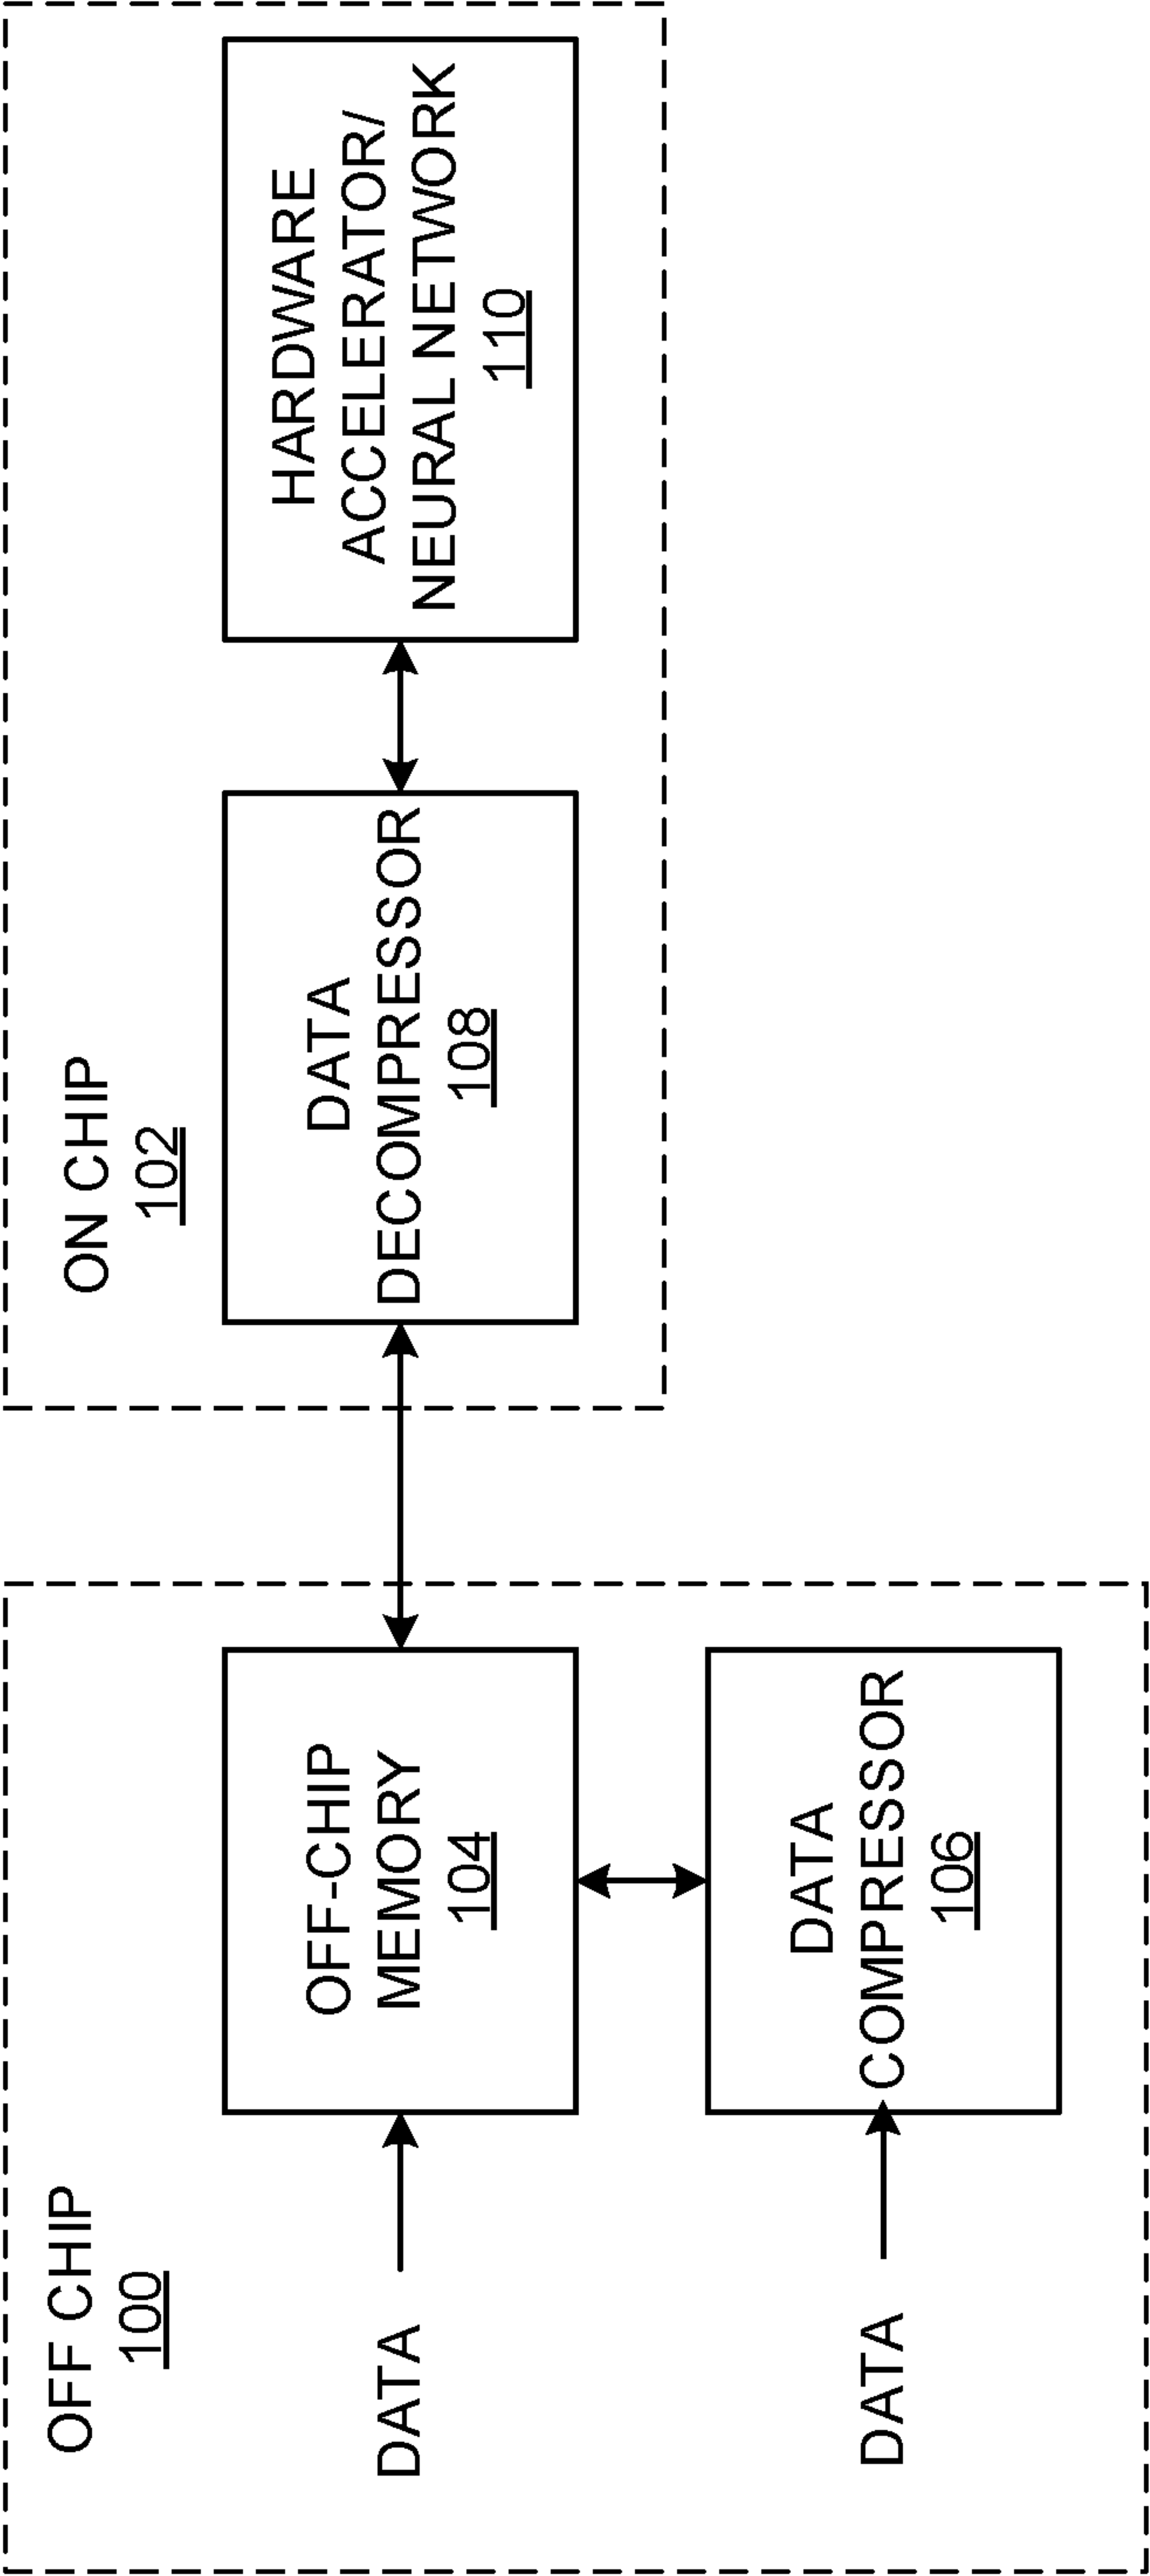 OFF CHIP
100
DATA
OFF-CHIP
MEMORY
104
DATA
DATA
COMPRESSOR
106
ON CHIP
102
DATA
DECOMPRESSOR
108
HARDWARE
ACCELERATOR/
NEURAL NETWORK
110